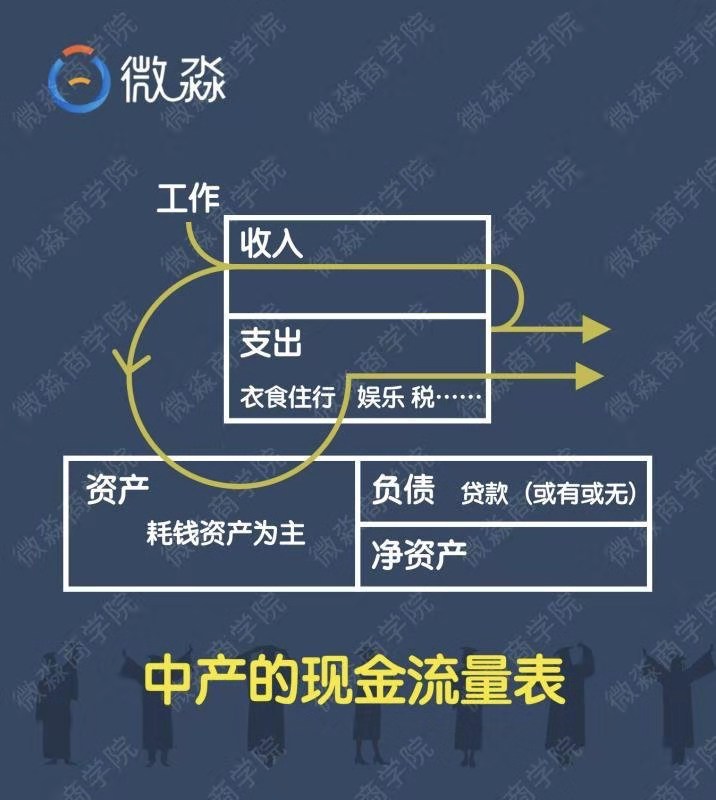 微淼
工作
收入
支出
衣食住行 娱乐 税……
资产
耗钱资产为主
负债 贷款（或有或无）
净资产
中产的现金流量表
微淼商学院